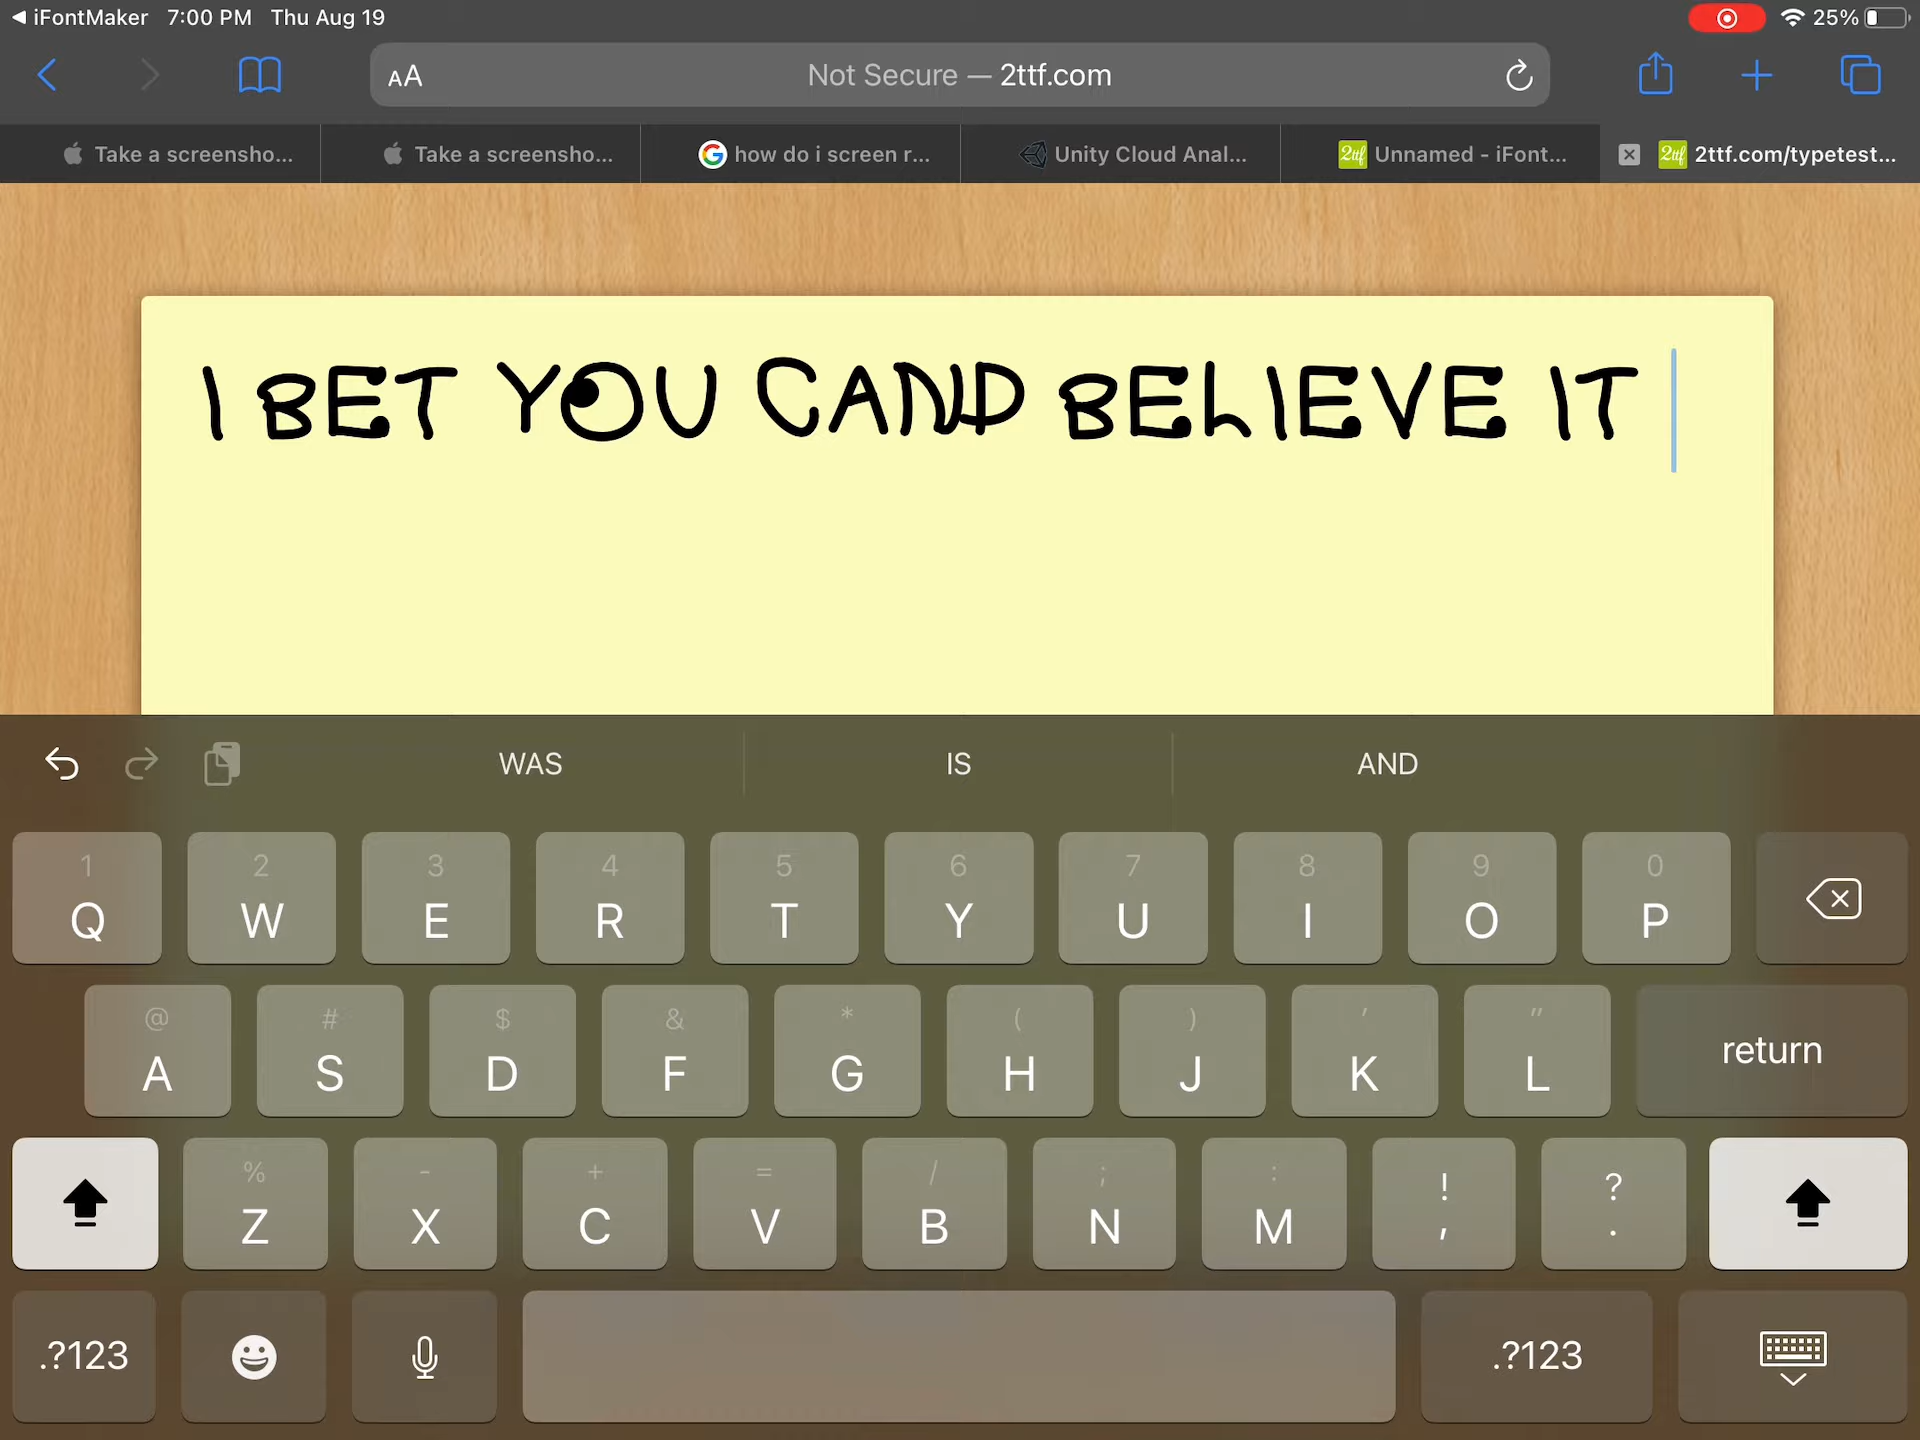 iFontMaker 7:00 PM Thu Aug 19 25%
AA Not Secure — 2ttf.com
Take a screensho... Take a screensho... how do i screen r... Unity Cloud Anal... 2ttf Unnamed - iFont... 2ttf 2ttf.com/typetest...
I BET YOU CAND BELIEVE IT
WAS IS AND
1 2 3 4 5 6 7 8 9 0
Q W E R T Y U I O P
@ # $ & * ( ) ' "
A S D F G H J K L return
% - + = / ; : ! ?
Z X C V B N M , .
.?123 .?123